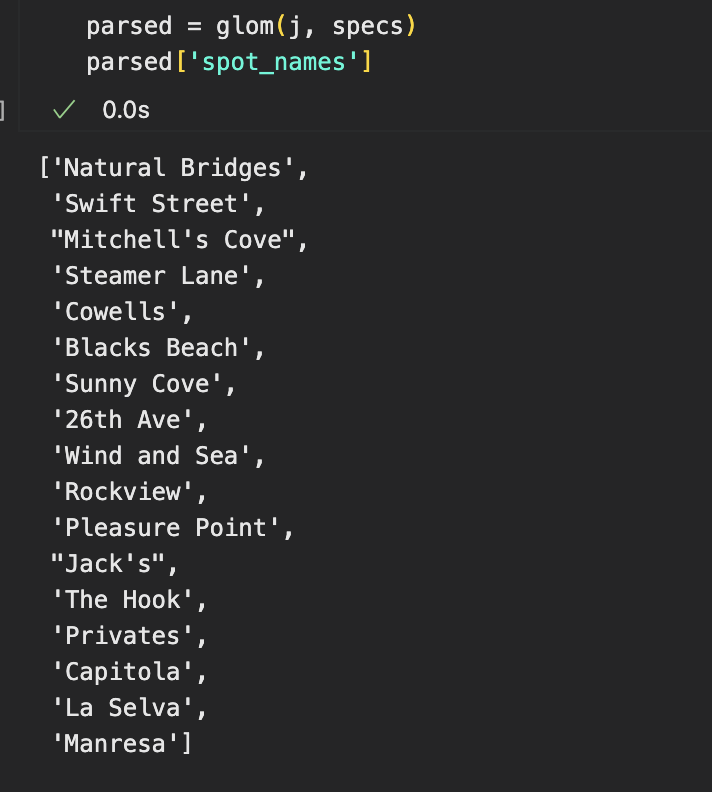 parsed = glom(j, specs)
parsed['spot_names']
] ✓ 0.0s
['Natural Bridges',
'Swift Street',
"Mitchell's Cove",
'Steamer Lane',
'Cowells',
'Blacks Beach',
'Sunny Cove',
'26th Ave',
'Wind and Sea',
'Rockview',
'Pleasure Point',
"Jack's",
'The Hook',
'Privates',
'Capitola',
'La Selva',
'Manresa']